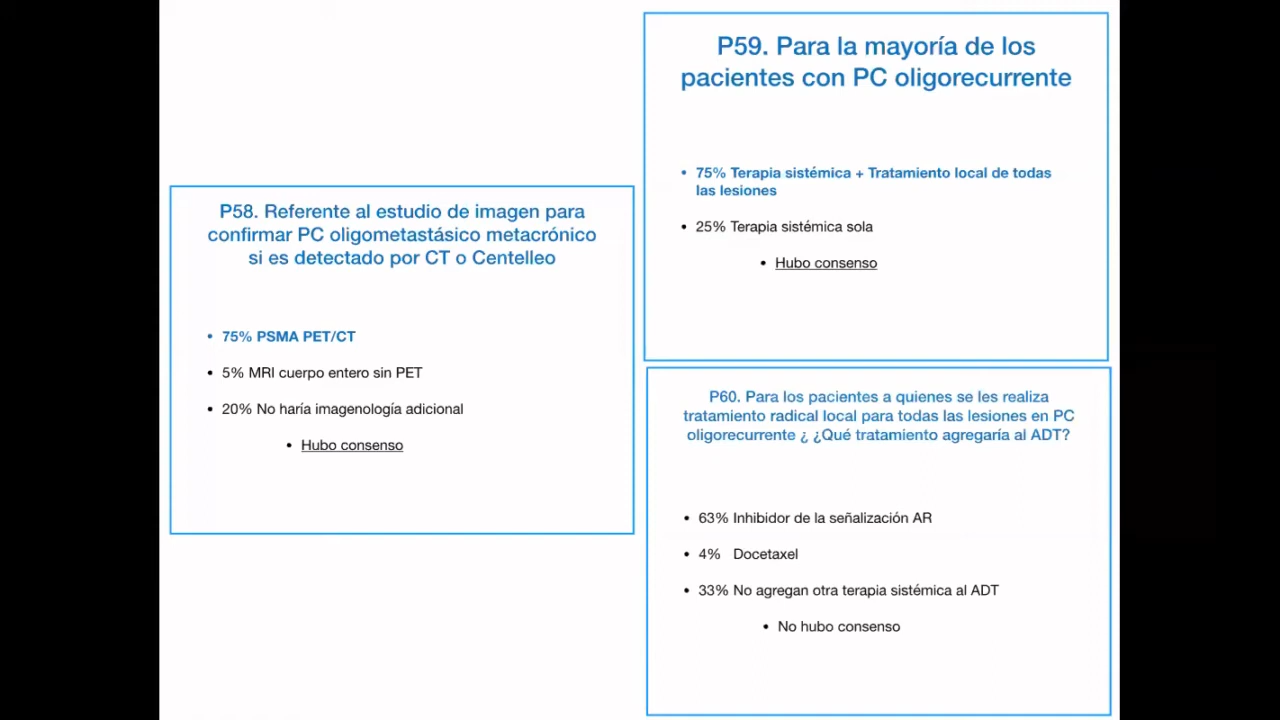 P58. Referente al estudio de imagen para
confirmar PC oligometastásico metacrónico
si es detectado por CT o Centelleo
• 75% PSMA PET/CT
• 5% MRI cuerpo entero sin PET
• 20% No haría imagenología adicional
• Hubo consenso
P59. Para la mayoría de los
pacientes con PC oligorecurrente
• 75% Terapia sistémica + Tratamiento local de todas
las lesiones
• 25% Terapia sistémica sola
• Hubo consenso
P60. Para los pacientes a quienes se les realiza
tratamiento radical local para todas las lesiones en PC
oligorecurrente ¿ ¿Qué tratamiento agregaría al ADT?
• 63% Inhibidor de la señalización AR
• 4% Docetaxel
• 33% No agregan otra terapia sistémica al ADT
• No hubo consenso